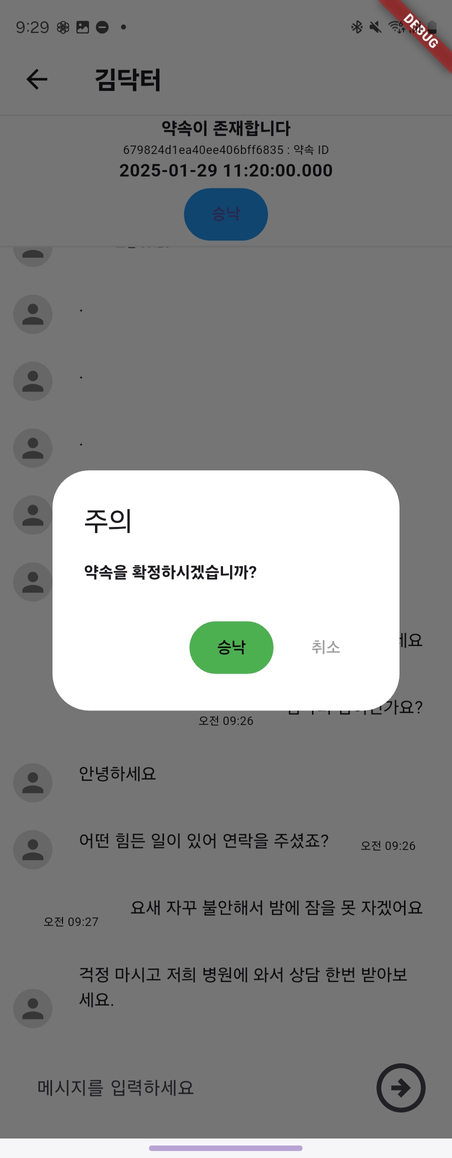 9:29
DEBUG
김닥터
약속이 존재합니다
679824d1ea40ee406bff6835 : 약속 ID
2025-01-29 11:20:00.000
승낙
.
.
.
주의
약속을 확정하시겠습니까?
승낙 취소
오전 09:26
안녕하세요
어떤 힘든 일이 있어 연락을 주셨죠? 오전 09:26
요새 자꾸 불안해서 밤에 잠을 못 자겠어요
오전 09:27
걱정 마시고 저희 병원에 와서 상담 한번 받아보
세요.
메시지를 입력하세요